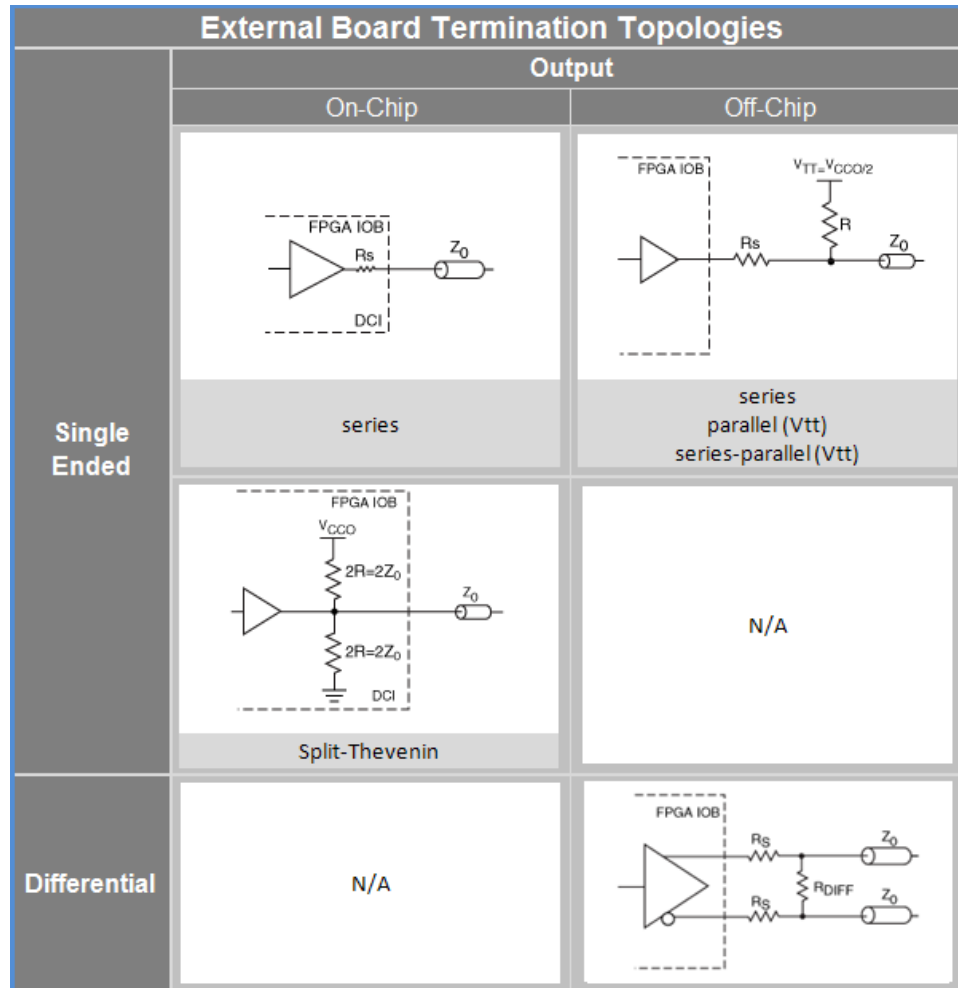 External Board Termination Topologies
Output
On-Chip
Off-Chip
Single
Ended
FPGA IOB
Rs
Z0
DCI
series
FPGA IOB
VTT=VCCO/2
R
Rs
Z0
series
parallel (Vtt)
series-parallel (Vtt)
FPGA IOB
VCCO
2R=2Z0
Z0
2R=2Z0
DCI
Split-Thevenin
N/A
Differential
N/A
FPGA IOB
RS
Z0
RDIFF
RS
Z0